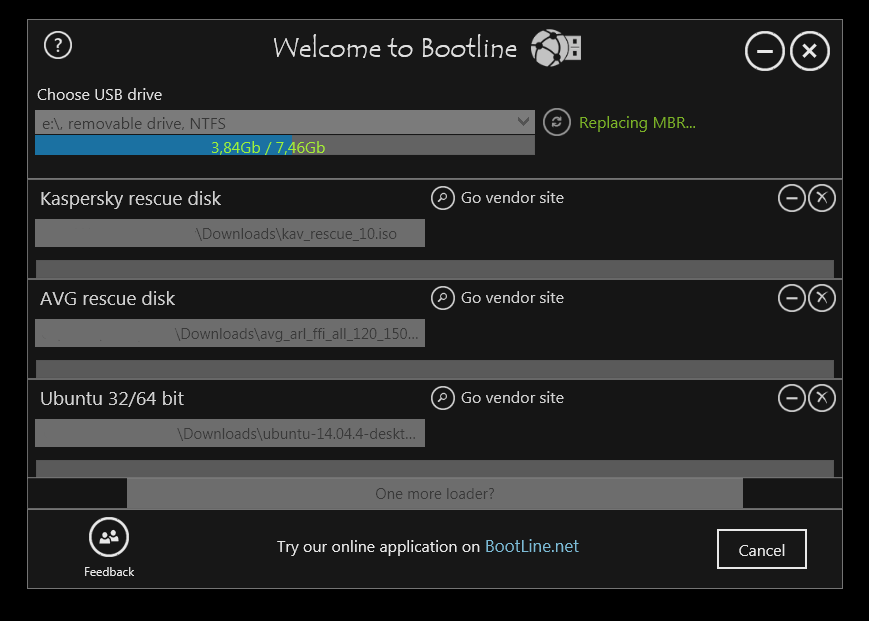 ?
Welcome to Bootline
Choose USB drive
e:\, removable drive, NTFS
Replacing MBR...
3,84Gb / 7,46Gb
Kaspersky rescue disk
Go vendor site
\Downloads\kav_rescue_10.iso
AVG rescue disk
Go vendor site
\Downloads\avg_arl_ffi_all_120_150...
Ubuntu 32/64 bit
Go vendor site
\Downloads\ubuntu-14.04.4-deskt...
One more loader?
Try our online application on BootLine.net
Cancel
Feedback